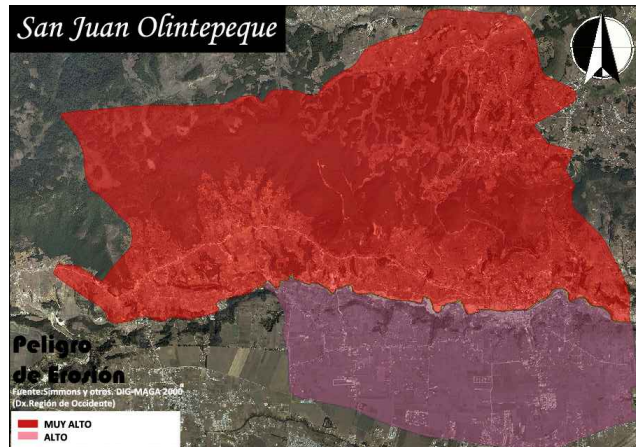 San Juan Olintepeque
Peligro
de Erosión
Fuente:Simmons y otros. DIG-MAGA 2000
(Dx.Región de Occidente)
MUY ALTO
ALTO